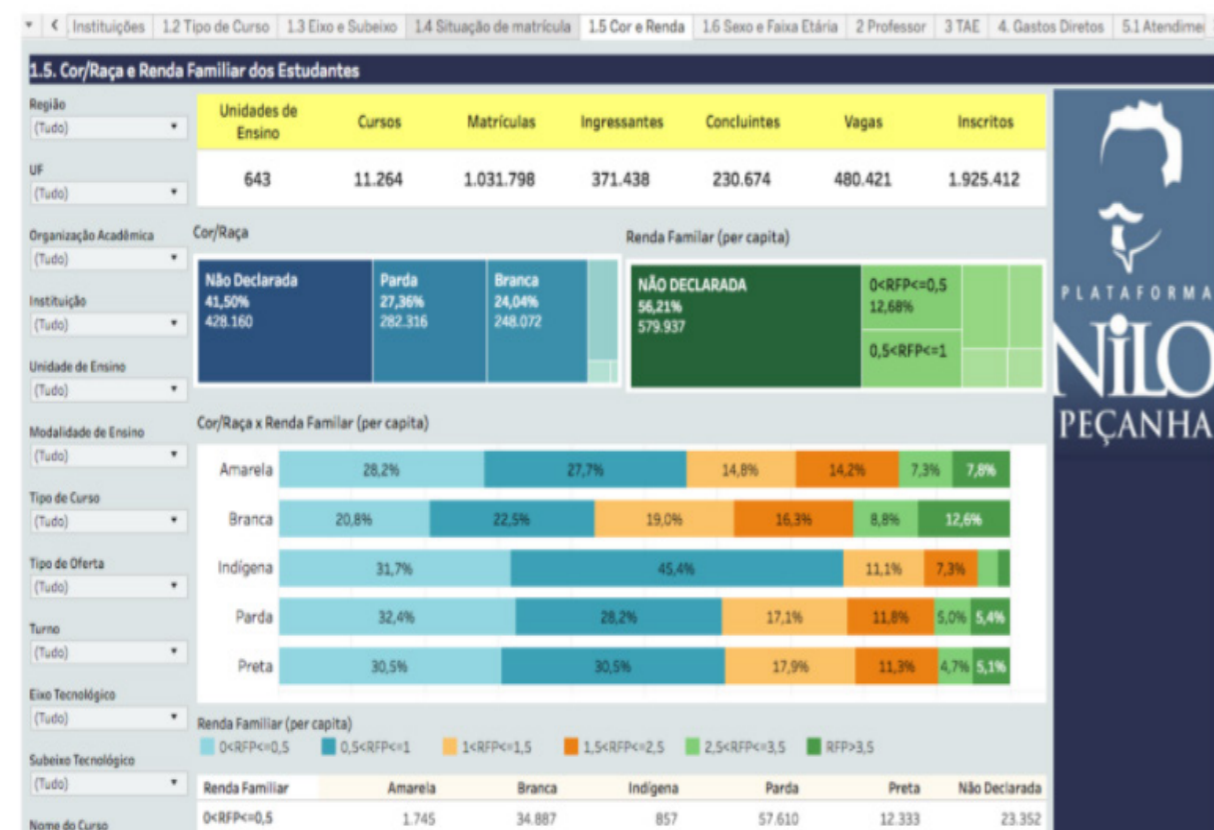 Instituições 1.2 Tipo de Curso 1.3 Eixo e Subeixo 1.4 Situação de matrícula 1.5 Cor e Renda 1.6 Sexo e Faixa Etária 2 Professor 3 TAE 4. Gastos Diretos 5.1 Atendime
1.5. Cor/Raça e Renda Familiar dos Estudantes
Região
(Tudo)
UF
(Tudo)
Organização Acadêmica
(Tudo)
Instituição
(Tudo)
Unidade de Ensino
(Tudo)
Modalidade de Ensino
(Tudo)
Tipo de Curso
(Tudo)
Tipo de Oferta
(Tudo)
Turno
(Tudo)
Eixo Tecnológico
(Tudo)
Subeixo Tecnológico
(Tudo)
Nome do Curso
Unidades de
Ensino
Cursos Matrículas Ingressantes Concluintes Vagas Inscritos
643 11.264 1.031.798 371.438 230.674 480.421 1.925.412
Cor/Raça
Não Declarada
41,50%
428.160
Parda
27,36%
282.316
Branca
24,04%
248.072
Renda Familiar (per capita)
NÃO DECLARADA
56,21%
579.937
0<RFP<=0,5
12,68%
0,5<RFP<=1
Cor/Raça x Renda Familar (per capita)
Amarela 28,2% 27,7% 14,8% 14,2% 7,3% 7,8%
Branca 20,8% 22,5% 19,0% 16,3% 8,8% 12,6%
Indígena 31,7% 45,4% 11,1% 7,3%
Parda 32,4% 28,2% 17,1% 11,8% 5,0% 5,4%
Preta 30,5% 30,5% 17,9% 11,3% 4,7% 5,1%
Renda Familiar (per capita)
0<RFP<=0,5 0,5<RFP<=1 1<RFP<=1,5 1,5<RFP<=2,5 2,5<RFP<=3,5 RFP>3,5
Renda Familiar Amarela Branca Indígena Parda Preta Não Declarada
0<RFP<=0,5 1.745 34.887 857 57.610 12.333 23.352
PLATAFORMA
NILO
PEÇANHA